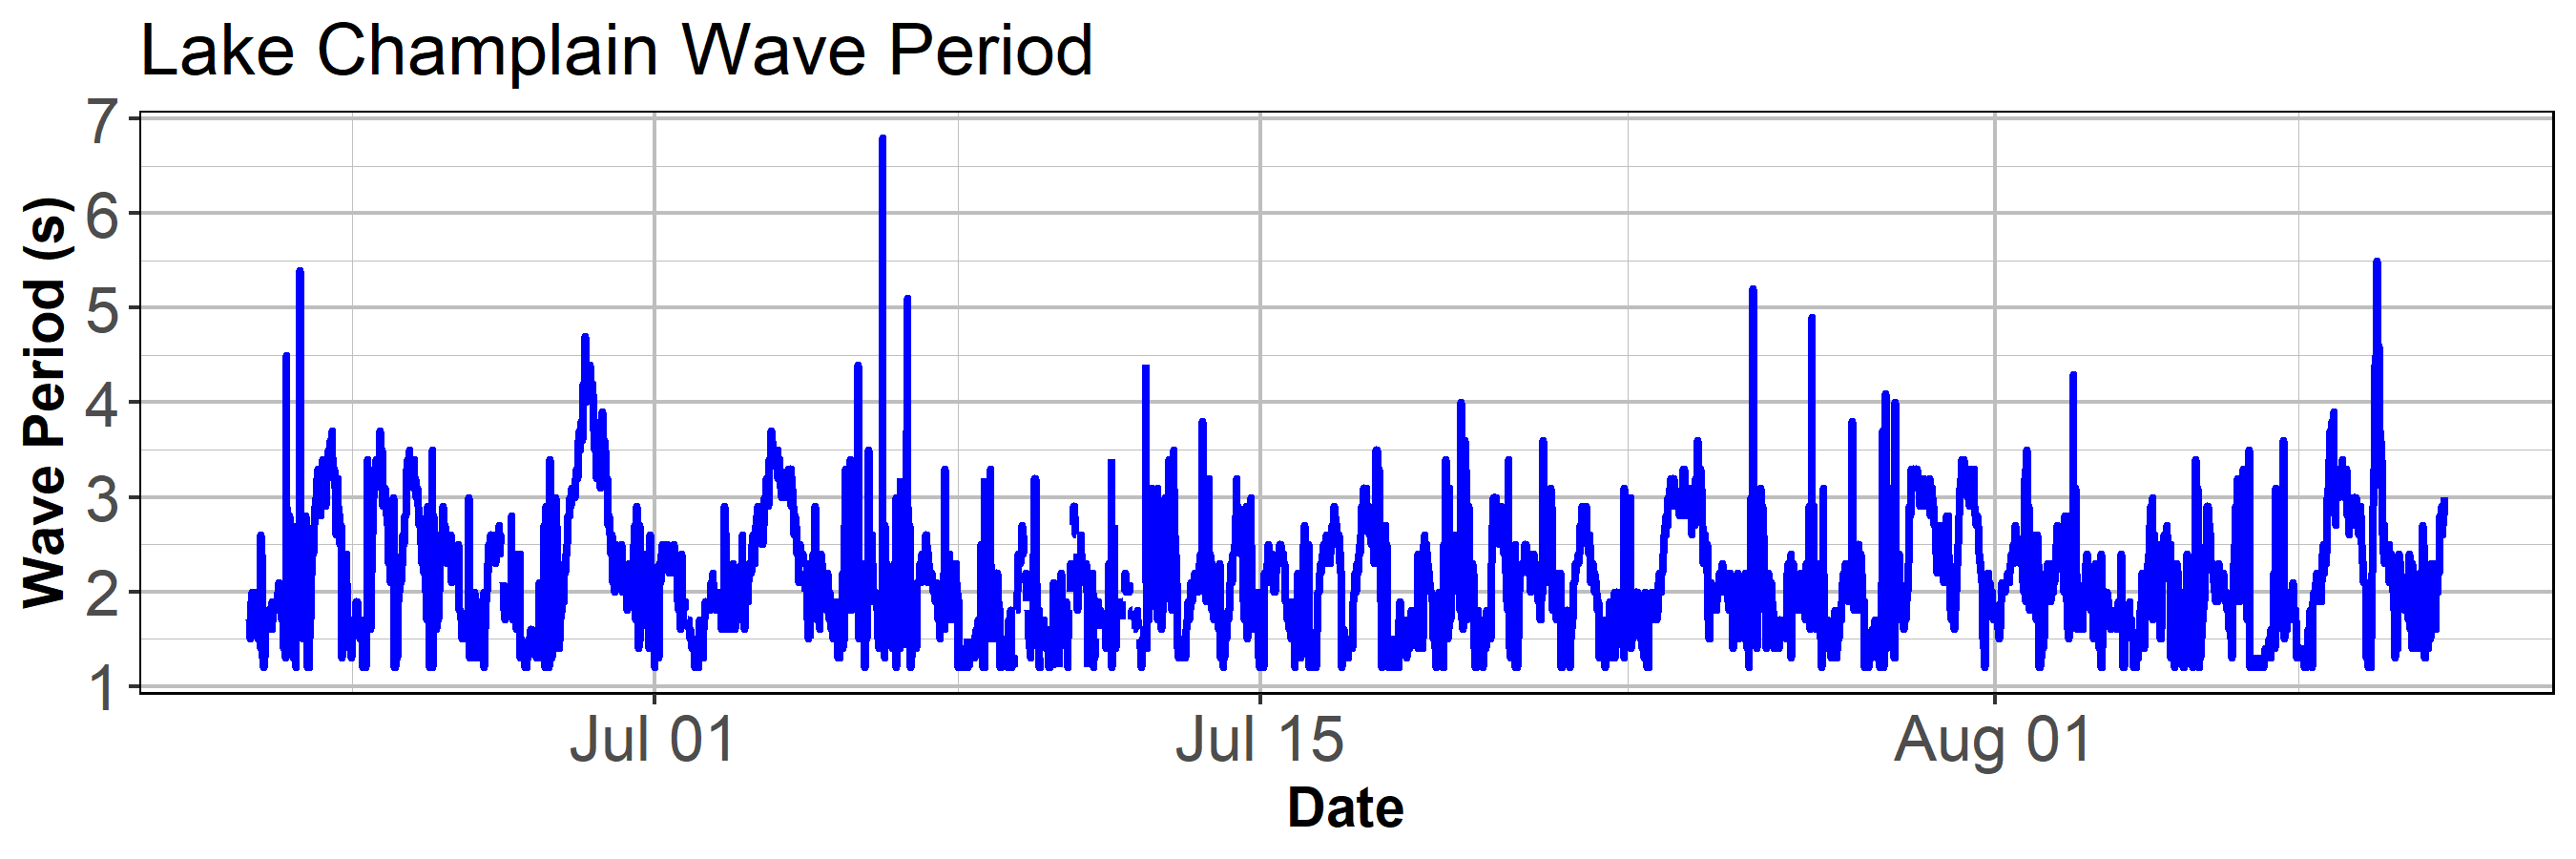 Lake Champlain Wave Period
Wave Period (s)
7
6
5
4
3
2
1
Jul 01
Jul 15
Aug 01
Date